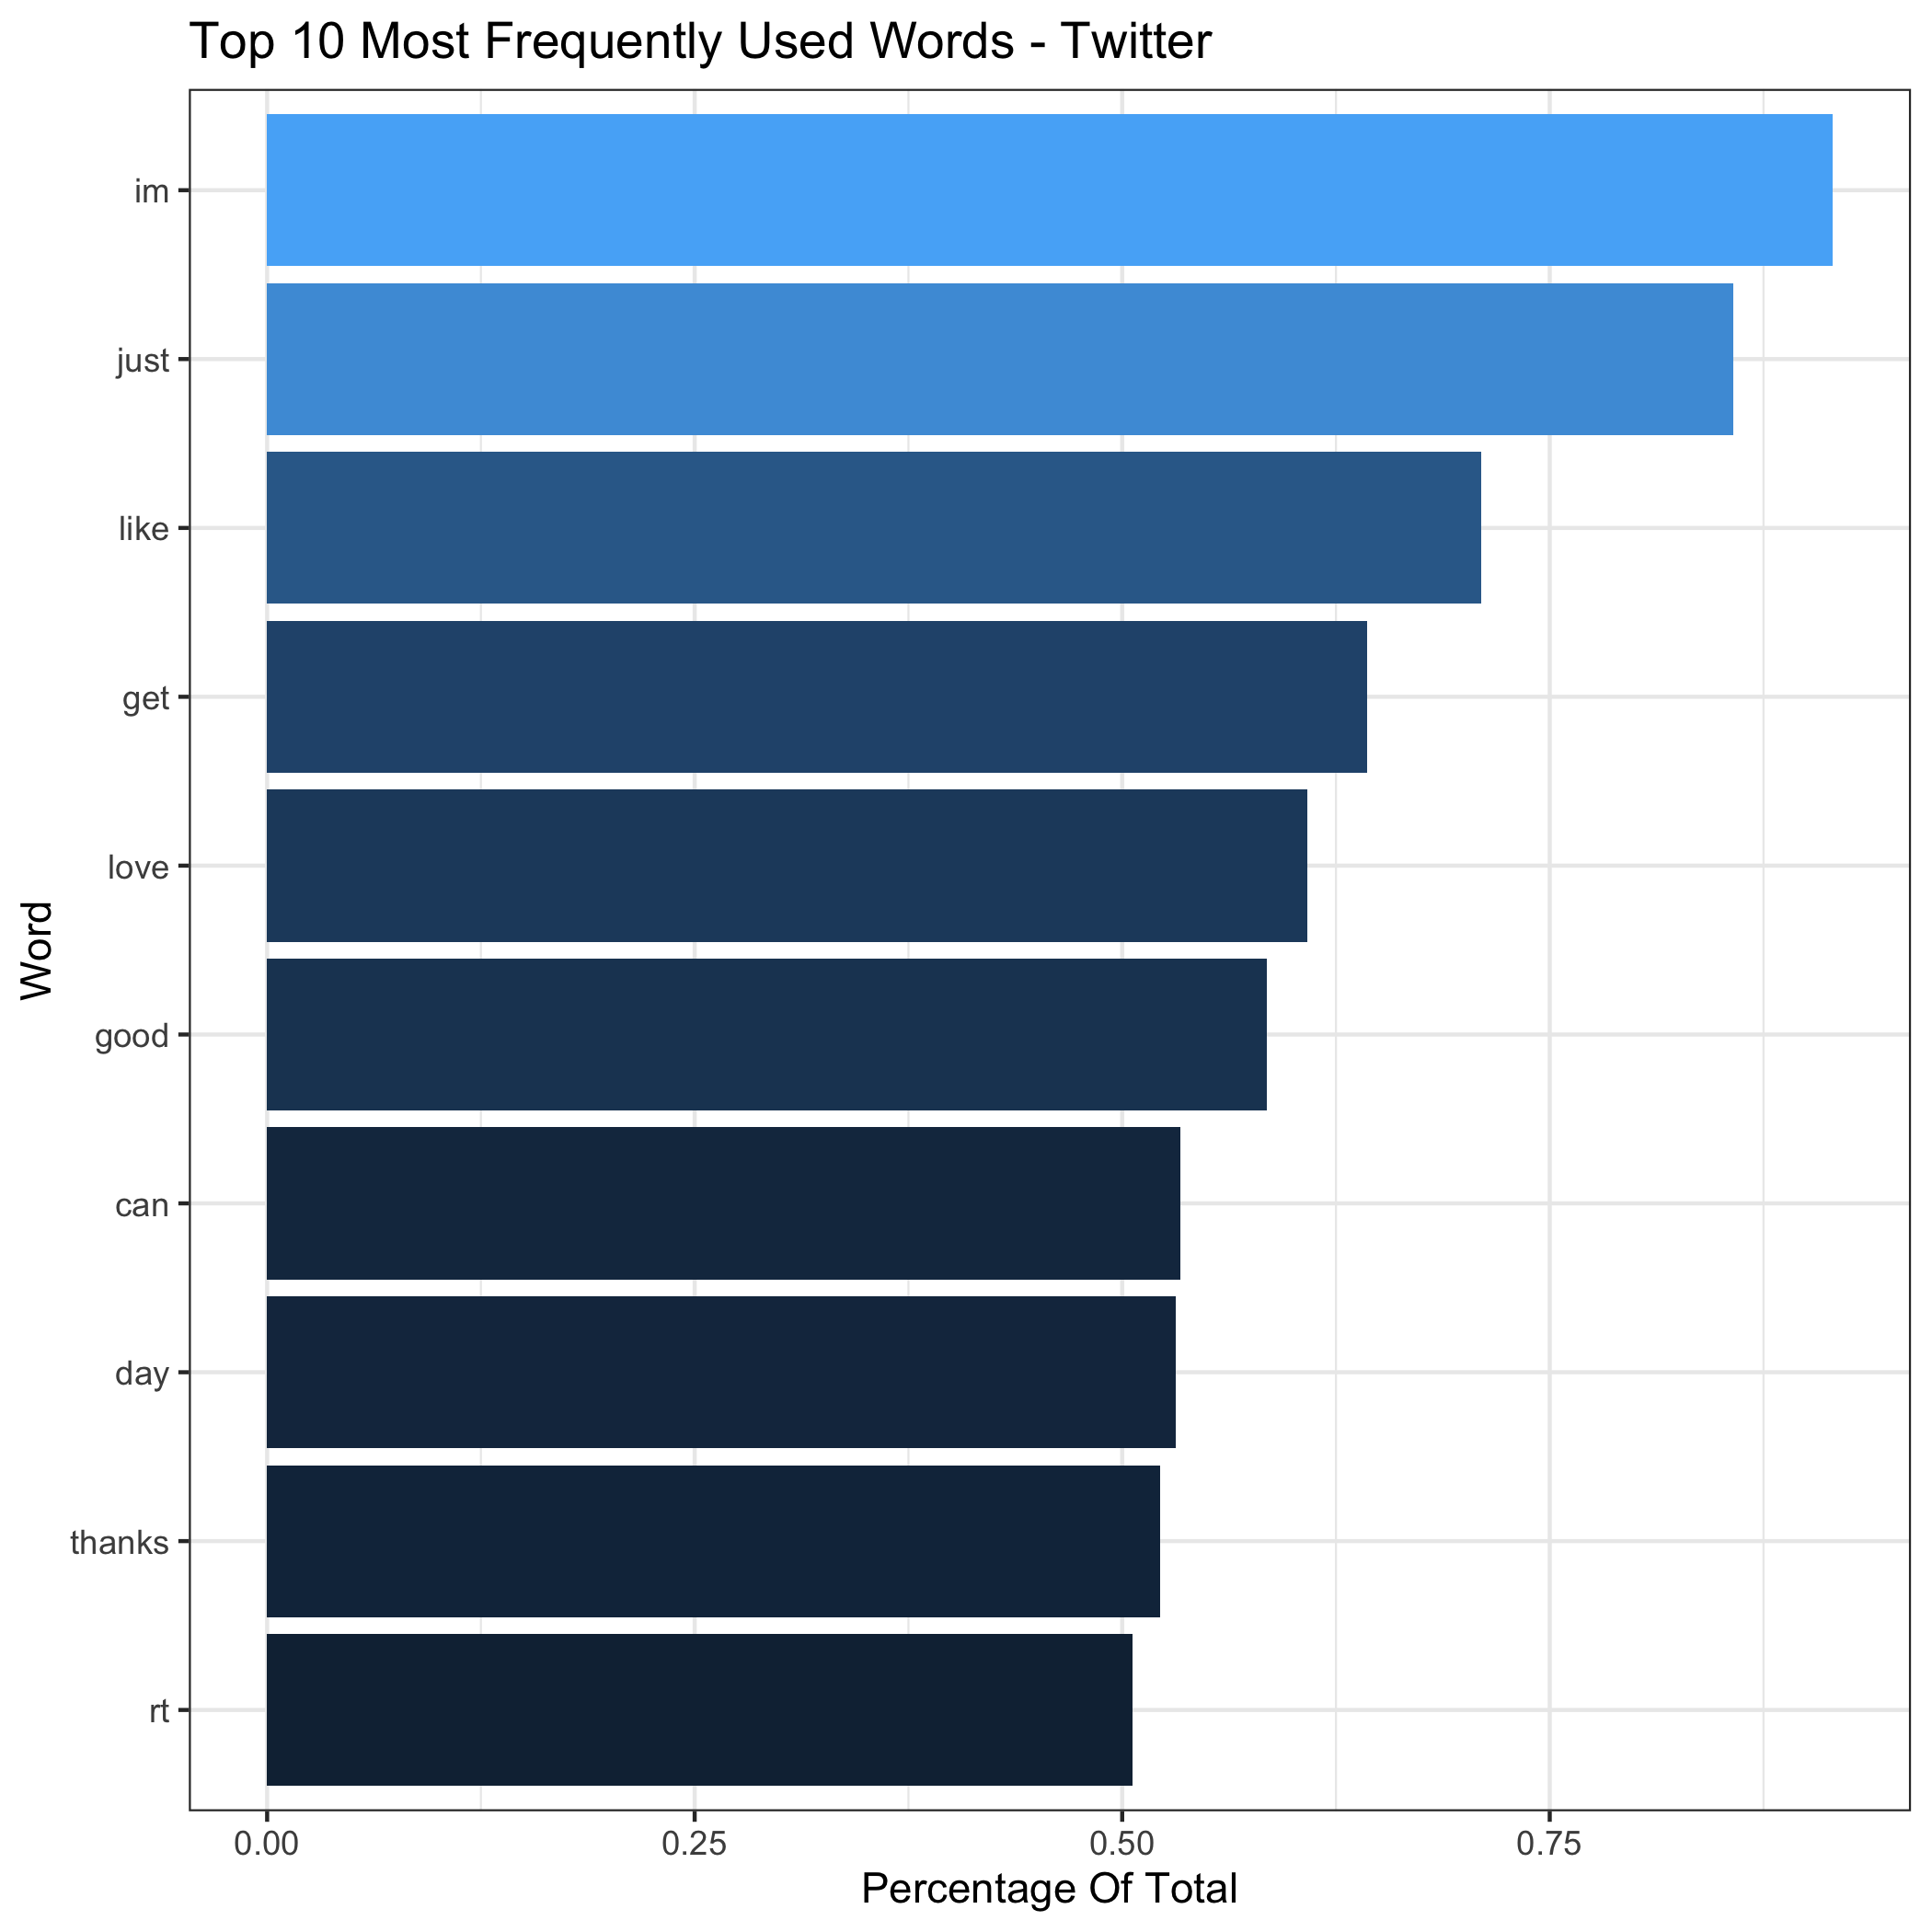 Top 10 Most Frequently Used Words - Twitter
im
just
like
get
love
good
can
day
thanks
rt
Word
0.00 0.25 0.50 0.75
Percentage Of Total